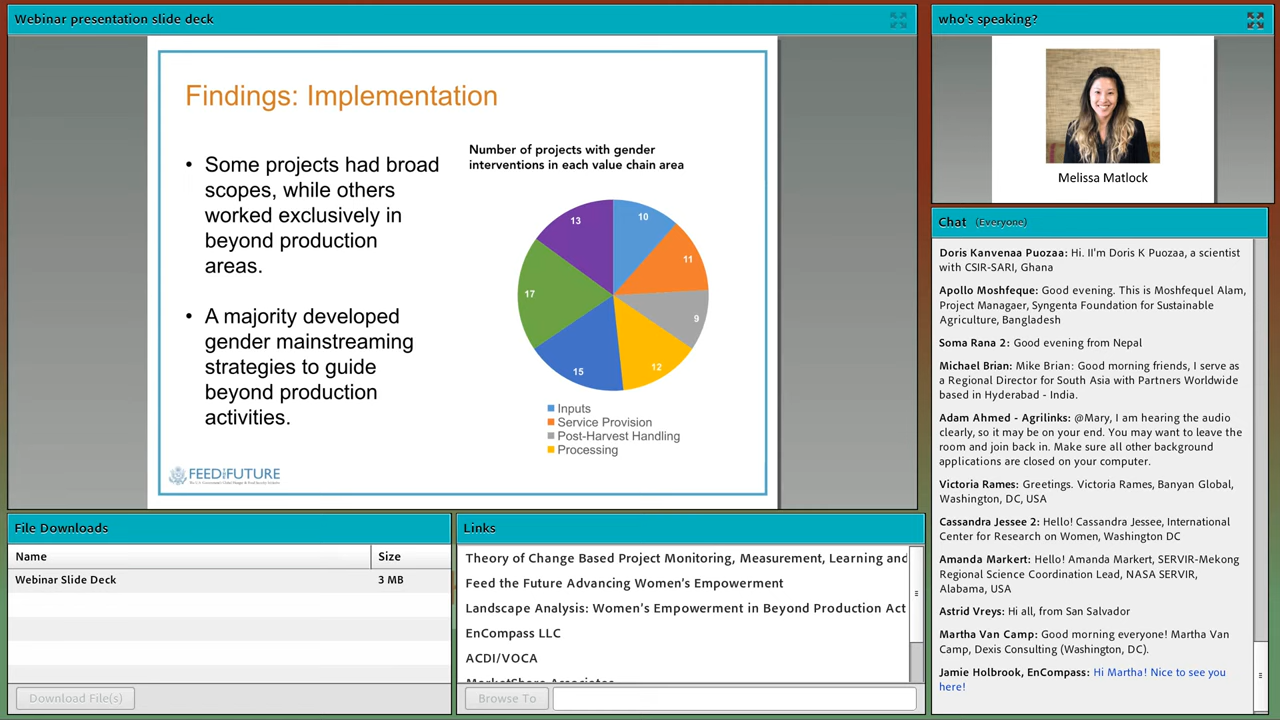 Webinar presentation slide deck
Findings: Implementation
• Some projects had broad
scopes, while others
worked exclusively in
beyond production
areas.
• A majority developed
gender mainstreaming
strategies to guide
beyond production
activities.
Number of projects with gender
interventions in each value chain area
10
11
9
12
15
17
13
Inputs
Service Provision
Post-Harvest Handling
Processing
FEED THE FUTURE
who's speaking?
Melissa Matlock
Chat (Everyone)
Doris Kanvenaa Puozaa: Hi. II'm Doris K Puozaa, a scientist
with CSIR-SARI, Ghana
Apollo Moshfeque: Good evening. This is Moshfequel Alam,
Project Managaer, Syngenta Foundation for Sustainable
Agriculture, Bangladesh
Soma Rana 2: Good evening from Nepal
Michael Brian: Mike Brian: Good morning friends, I serve as
a Regional Director for South Asia with Partners Worldwide
based in Hyderabad - India.
Adam Ahmed - Agrilinks: @Mary, I am hearing the audio
clearly, so it may be on your end. You may want to leave the
room and join back in. Make sure all other background
applications are closed on your computer.
Victoria Rames: Greetings. Victoria Rames, Banyan Global,
Washington, DC, USA
Cassandra Jessee 2: Hello! Cassandra Jessee, International
Center for Research on Women, Washington DC
Amanda Markert: Hello! Amanda Markert, SERVIR-Mekong
Regional Science Coordination Lead, NASA SERVIR,
Alabama, USA
Astrid Vreys: Hi all, from San Salvador
Martha Van Camp: Good morning everyone! Martha Van
Camp, Dexis Consulting (Washington, DC).
Jamie Holbrook, EnCompass: Hi Martha! Nice to see you
here!
File Downloads
Name Size
Webinar Slide Deck 3 MB
Download File(s)
Links
Theory of Change Based Project Monitoring, Measurement, Learning and
Feed the Future Advancing Women's Empowerment
Landscape Analysis: Women's Empowerment in Beyond Production Act
EnCompass LLC
ACDI/VOCA
MarketShare Associates
Browse To